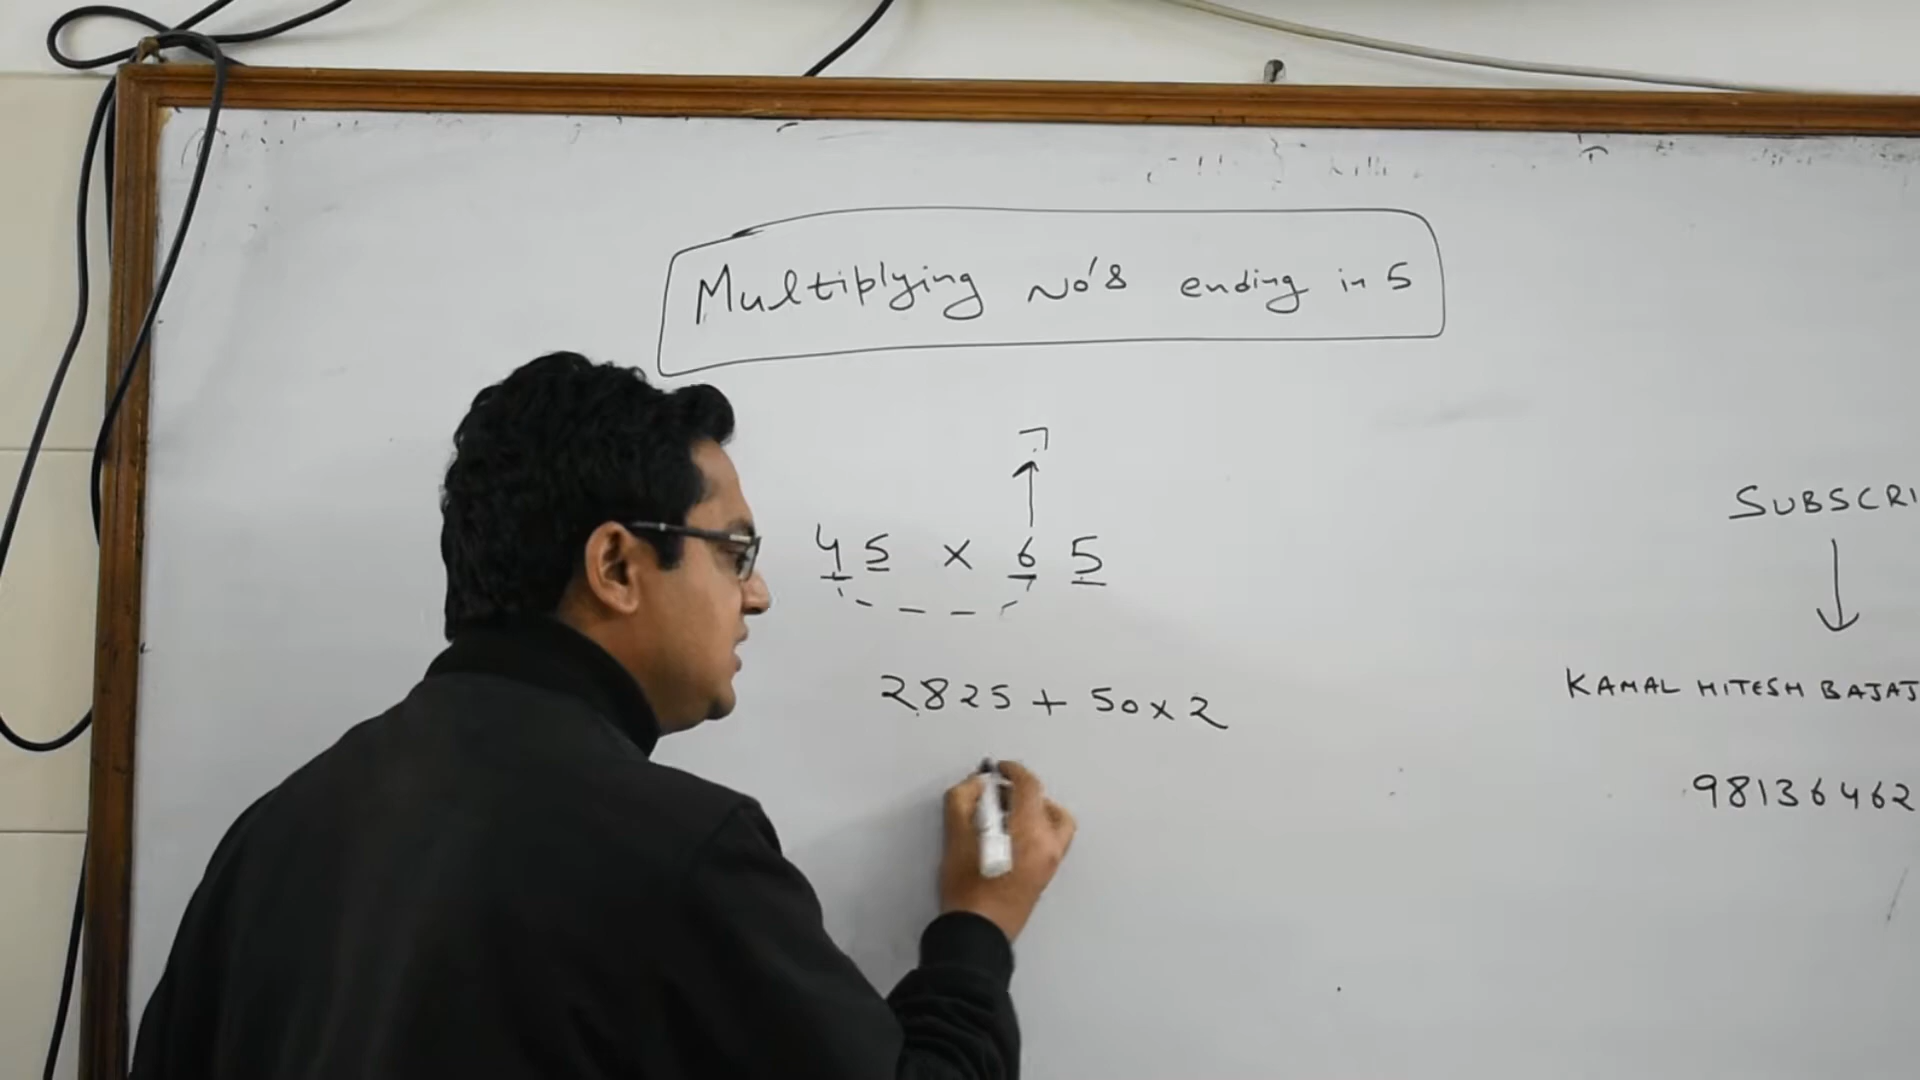 Multiplying No's ending in 5
7
45 × 65
2825 + 50×2
SUBSCRI
KAMAL HITESH BAJAJ
98136462